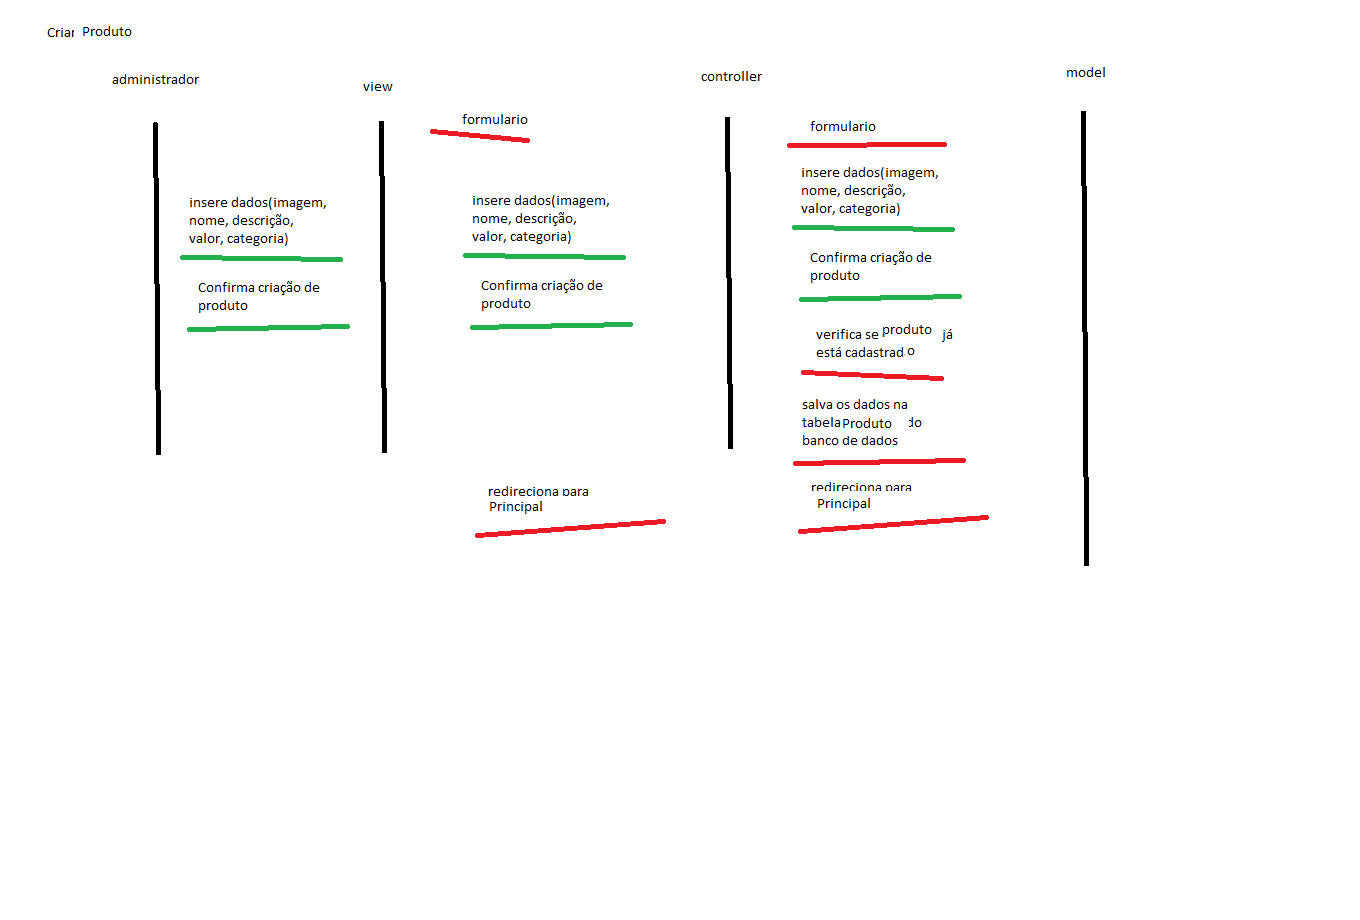 Criar Produto
administrador
view
controller
model
formulario
formulario
insere dados(imagem,
nome, descrição,
valor, categoria)
Confirma criação de
produto
insere dados(imagem,
nome, descrição,
valor, categoria)
Confirma criação de
produto
redireciona para
Principal
insere dados(imagem,
nome, descrição,
valor, categoria)
Confirma criação de
produto
verifica se produto já
está cadastrado
salva os dados na
tabela Produto do
banco de dados
redireciona para
Principal